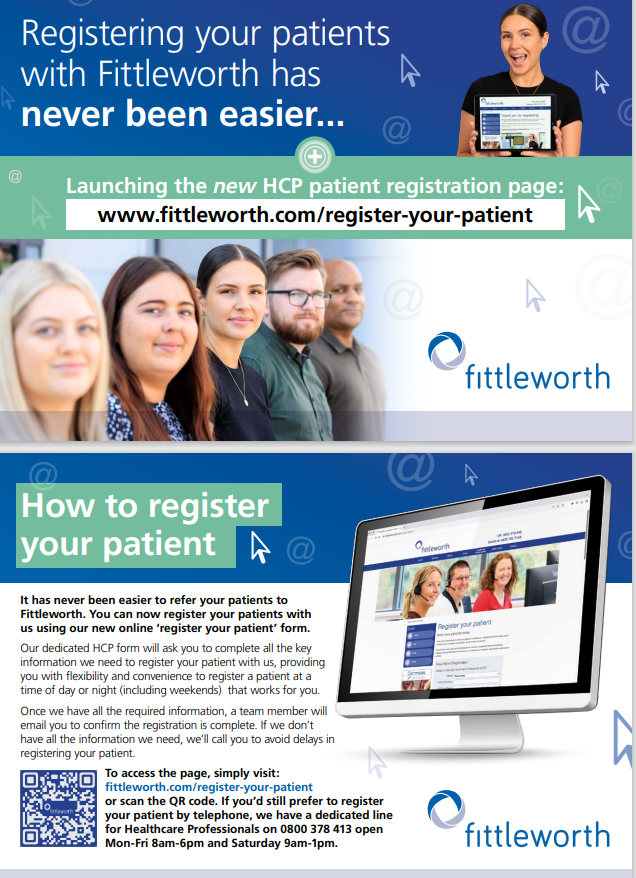 Registering your patients
with Fittleworth has
never been easier...
Launching the new HCP patient registration page:
www.fittleworth.com/register-your-patient
fittleworth
How to register
your patient
fittleworth
Register your patient
It has never been easier to refer your patients to
Fittleworth. You can now register your patients with
us using our new online ‘register your patient’ form.
Our dedicated HCP form will ask you to complete all the key
information we need to register your patient with us, providing
you with flexibility and convenience to register a patient at a
time of day or night (including weekends)  that works for you.
Once we have all the required information, a team member will
email you to confirm the registration is complete. If we don’t
have all the information we need, we’ll call you to avoid delays in
registering your patient.
To access the page, simply visit:
fittleworth.com/register-your-patient
or scan the QR code. If you’d still prefer to register
your patient by telephone, we have a dedicated line
for Healthcare Professionals on 0800 378 413 open
Mon-Fri 8am-6pm and Saturday 9am-1pm.
fittleworth
fittleworth